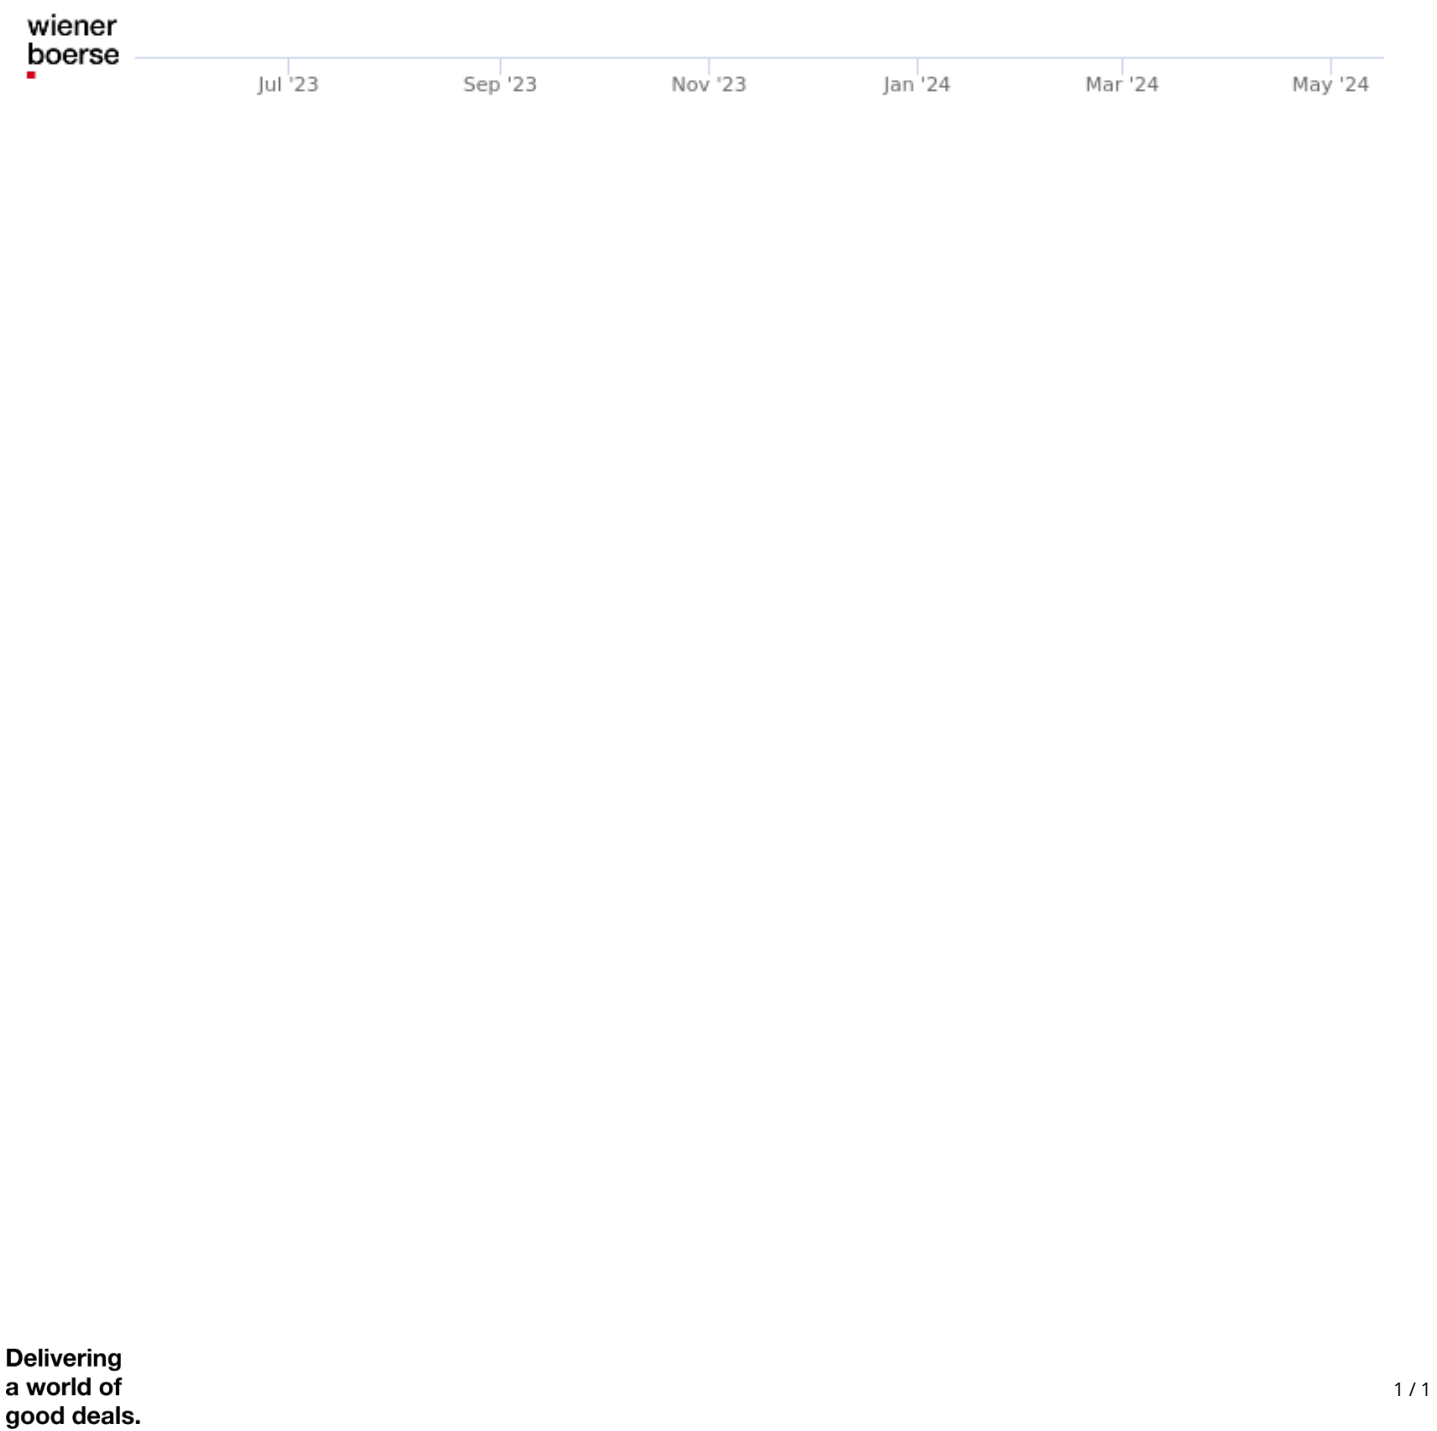 wiener
boerse
Jul '23 Sep '23 Nov '23 Jan '24 Mar '24 May '24
Delivering
a world of
good deals.
1 / 1